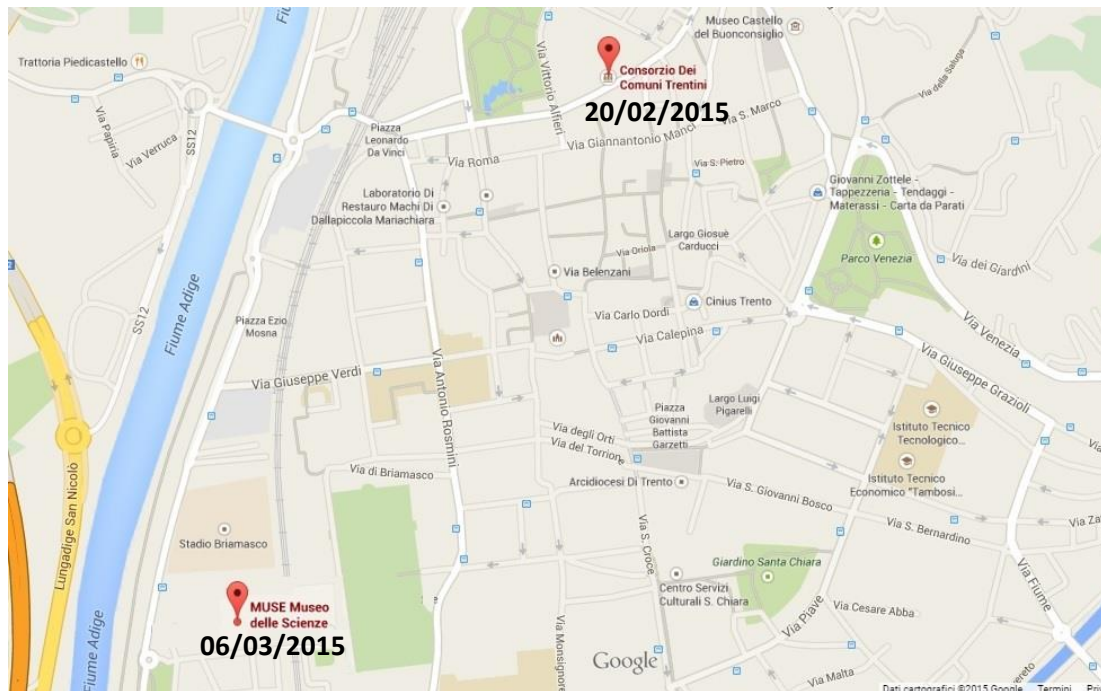 Museo Castello
del Buonconsiglio
Trattoria Piedicastello
Consorzio Dei
Comuni Trentini
20/02/2015
Via Vittorio Alfieri
Via della Saluga
Via Papiria
Via Verruca
SS12
Piazza
Leonardo
Da Vinci
Via Giannantonio Manci
Via S. Marco
Via Roma
Via S. Pietro
Laboratorio Di
Restauro Machi Di
Dallapiccola Mariachiara
Giovanni Zottele -
Tappezzeria - Tendaggi -
Materassi - Carta da Parati
Largo Giosuè
Carducci
Via Oriola
Parco Venezia
Via dei Giardini
Via Belenzani
Fiume Adige
SS12
Piazza Ezio
Mosna
Cinius Trento
Via Carlo Dordi
Via Calepina
Via Venezia
Via Giuseppe Verdi
Via Antonio Rosmini
Via Giuseppe Grazioli
Largo Luigi
Pigarelli
Piazza
Giovanni
Battista
Garzetti
Istituto Tecnico
Tecnologico...
Via degli Orti
Via del Torrione
Istituto Tecnico
Economico "Tambosi...
Via di Briamasco
Arcidiocesi Di Trento
Via S. Giovanni Bosco
Via S. Bernardino
Via Za
Lungadige San Nicolò
Stadio Briamasco
Via S. Croce
Giardino Santa Chiara
Centro Servizi
Culturali S. Chiara
Via Fiume
MUSE Museo
delle Scienze
06/03/2015
Via Cesare Abba
Via Piave
Fiume Adige
Via Monsignore
Google
Via Malta
Dati cartografici ©2015 Google
Termini